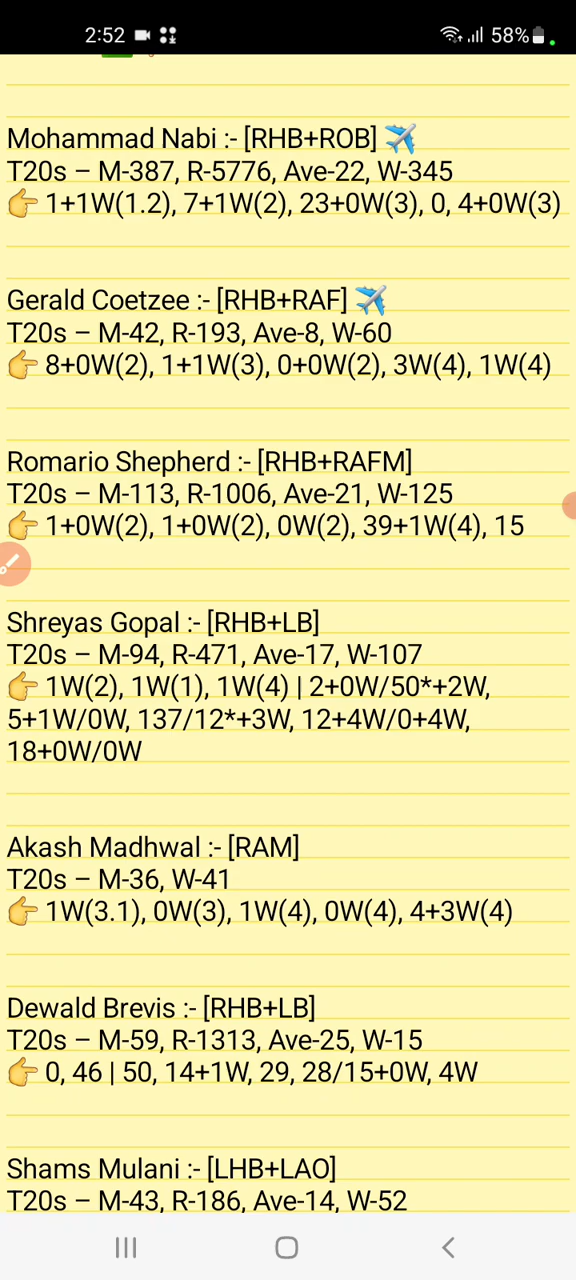 2:52
58%
Mohammad Nabi :- [RHB+ROB] ✈️
T20s – M-387, R-5776, Ave-22, W-345
👉 1+1W(1.2), 7+1W(2), 23+0W(3), 0, 4+0W(3)
Gerald Coetzee :- [RHB+RAF] ✈️
T20s – M-42, R-193, Ave-8, W-60
👉 8+0W(2), 1+1W(3), 0+0W(2), 3W(4), 1W(4)
Romario Shepherd :- [RHB+RAFM]
T20s – M-113, R-1006, Ave-21, W-125
👉 1+0W(2), 1+0W(2), 0W(2), 39+1W(4), 15
Shreyas Gopal :- [RHB+LB]
T20s – M-94, R-471, Ave-17, W-107
👉 1W(2), 1W(1), 1W(4) | 2+0W/50*+2W,
5+1W/0W, 137/12*+3W, 12+4W/0+4W,
18+0W/0W
Akash Madhwal :- [RAM]
T20s – M-36, W-41
👉 1W(3.1), 0W(3), 1W(4), 0W(4), 4+3W(4)
Dewald Brevis :- [RHB+LB]
T20s – M-59, R-1313, Ave-25, W-15
👉 0, 46 | 50, 14+1W, 29, 28/15+0W, 4W
Shams Mulani :- [LHB+LAO]
T20s – M-43, R-186, Ave-14, W-52